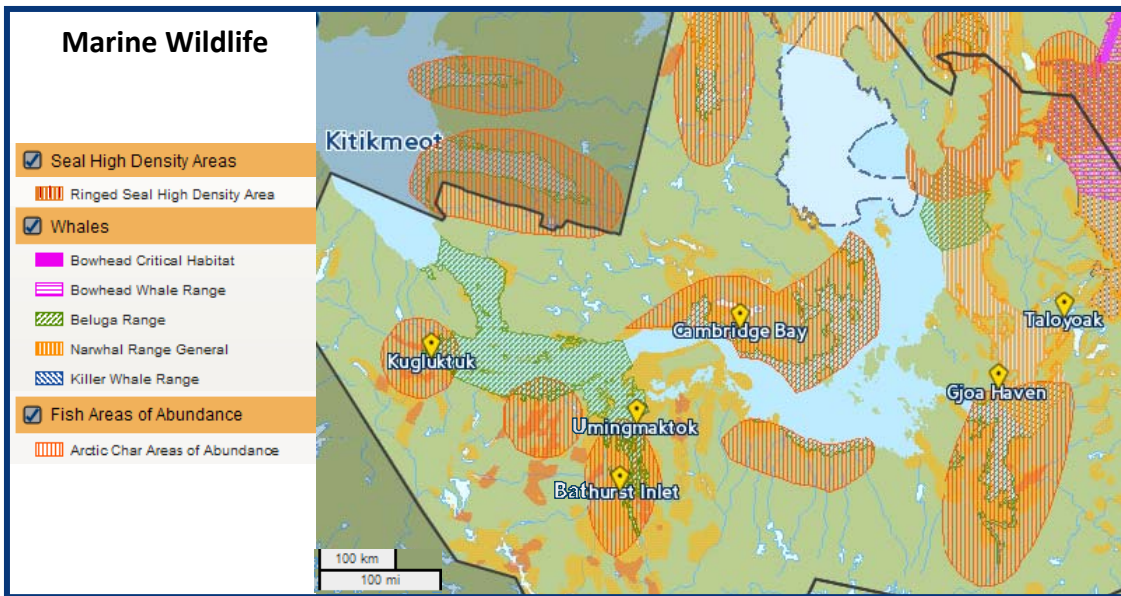 Marine Wildlife
Seal High Density Areas
Ringed Seal High Density Area
Whales
Bowhead Critical Habitat
Bowhead Whale Range
Beluga Range
Narwhal Range General
Killer Whale Range
Fish Areas of Abundance
Arctic Char Areas of Abundance
Kitikmeot
Cambridge Bay
Taloyoak
Kugluktuk
Gjoa Haven
Umingmaktok
Bathurst Inlet
100 km
100 mi